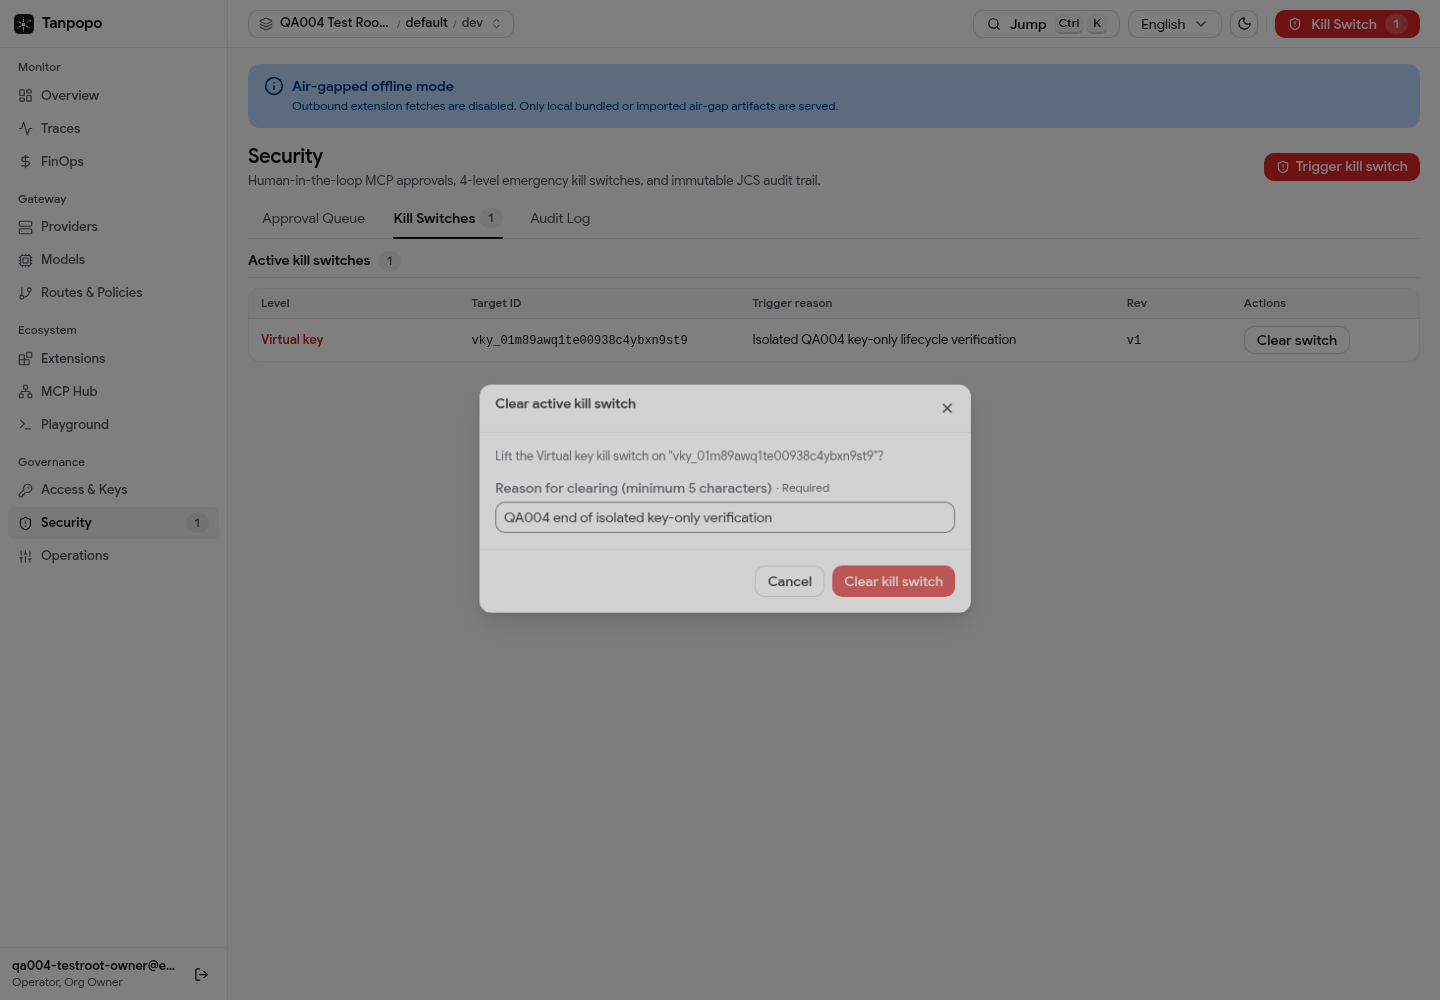 Tanpopo
QA004 Test Roo... / default / dev
Jump Ctrl K
English
Kill Switch 1
Monitor
Overview
Traces
FinOps
Gateway
Providers
Models
Routes & Policies
Ecosystem
Extensions
MCP Hub
Playground
Governance
Access & Keys
Security 1
Operations
qa004-testroot-owner@e...
Operator, Org Owner
Air-gapped offline mode
Outbound extension fetches are disabled. Only local bundled or imported air-gap artifacts are served.
Security
Human-in-the-loop MCP approvals, 4-level emergency kill switches, and immutable JCS audit trail.
Trigger kill switch
Approval Queue Kill Switches 1 Audit Log
Active kill switches 1
Level Target ID Trigger reason Rev Actions
Virtual key vky_01m89awq1te00938c4ybxn9st9 Isolated QA004 key-only lifecycle verification v1 Clear switch
Clear active kill switch
Lift the Virtual key kill switch on "vky_01m89awq1te00938c4ybxn9st9"?
Reason for clearing (minimum 5 characters) · Required
QA004 end of isolated key-only verification
Cancel Clear kill switch